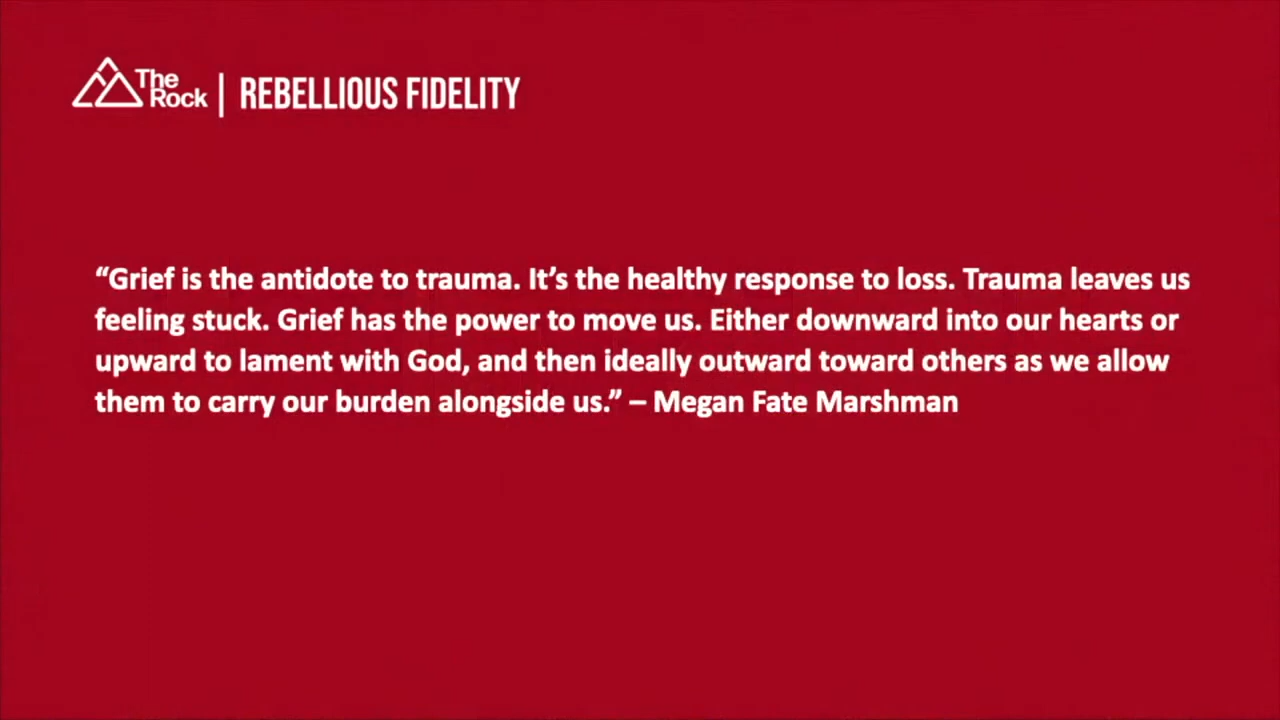 The
Rock | REBELLIOUS FIDELITY
“Grief is the antidote to trauma. It’s the healthy response to loss. Trauma leaves us
feeling stuck. Grief has the power to move us. Either downward into our hearts or
upward to lament with God, and then ideally outward toward others as we allow
them to carry our burden alongside us.” – Megan Fate Marshman